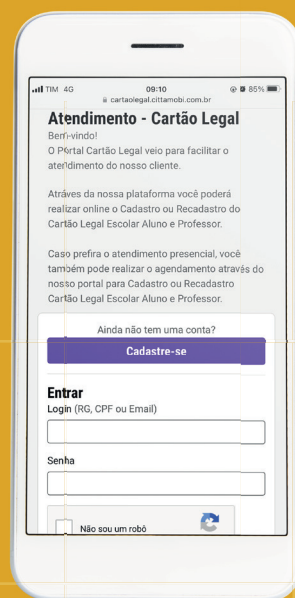 TIM 4G 09:10 85%
cartaolegal.cittamobi.com.br
Atendimento - Cartão Legal
Bem-vindo!
O Portal Cartão Legal veio para facilitar o
atendimento do nosso cliente.
Atráves da nossa plataforma você poderá
realizar online o Cadastro ou Recadastro do
Cartão Legal Escolar Aluno e Professor.
Caso prefira o atendimento presencial, você
também pode realizar o agendamento através do
nosso portal para Cadastro ou Recadastro
Cartão Legal Escolar Aluno e Professor.
Ainda não tem uma conta?
Cadastre-se
Entrar
Login (RG, CPF ou Email)
Senha
Não sou um robô